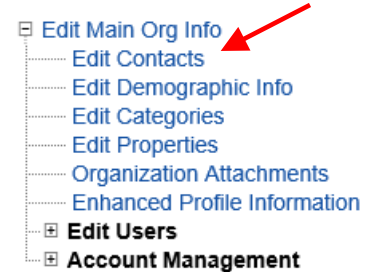 Edit Main Org Info
Edit Contacts
Edit Demographic Info
Edit Categories
Edit Properties
Organization Attachments
Enhanced Profile Information
Edit Users
Account Management